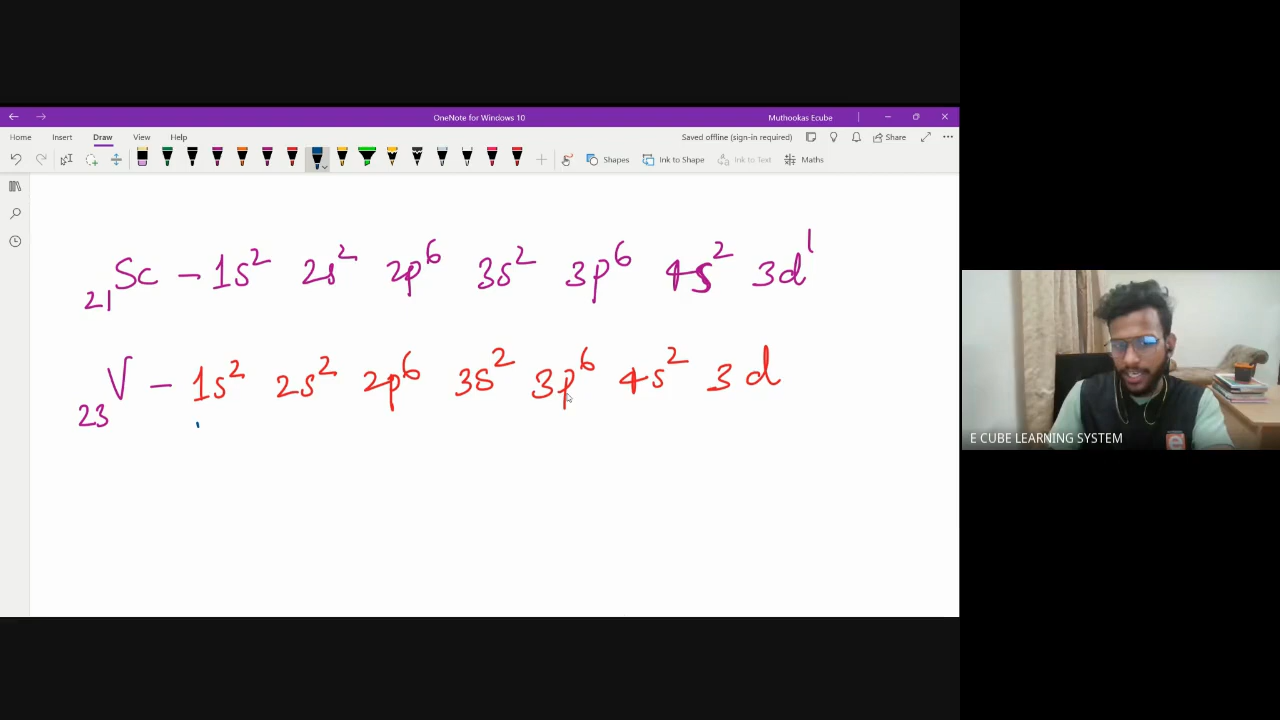 OneNote for Windows 10
Muthookas Ecube
Home Insert Draw View Help
Saved offline (sign-in required)
Share
Shapes
Ink to Shape
Ink to Text
Maths
21Sc - 1s² 2s² 2p⁶ 3s² 3p⁶ 4s² 3d¹
23V - 1s² 2s² 2p⁶ 3s² 3p⁶ 4s² 3d
E CUBE LEARNING SYSTEM